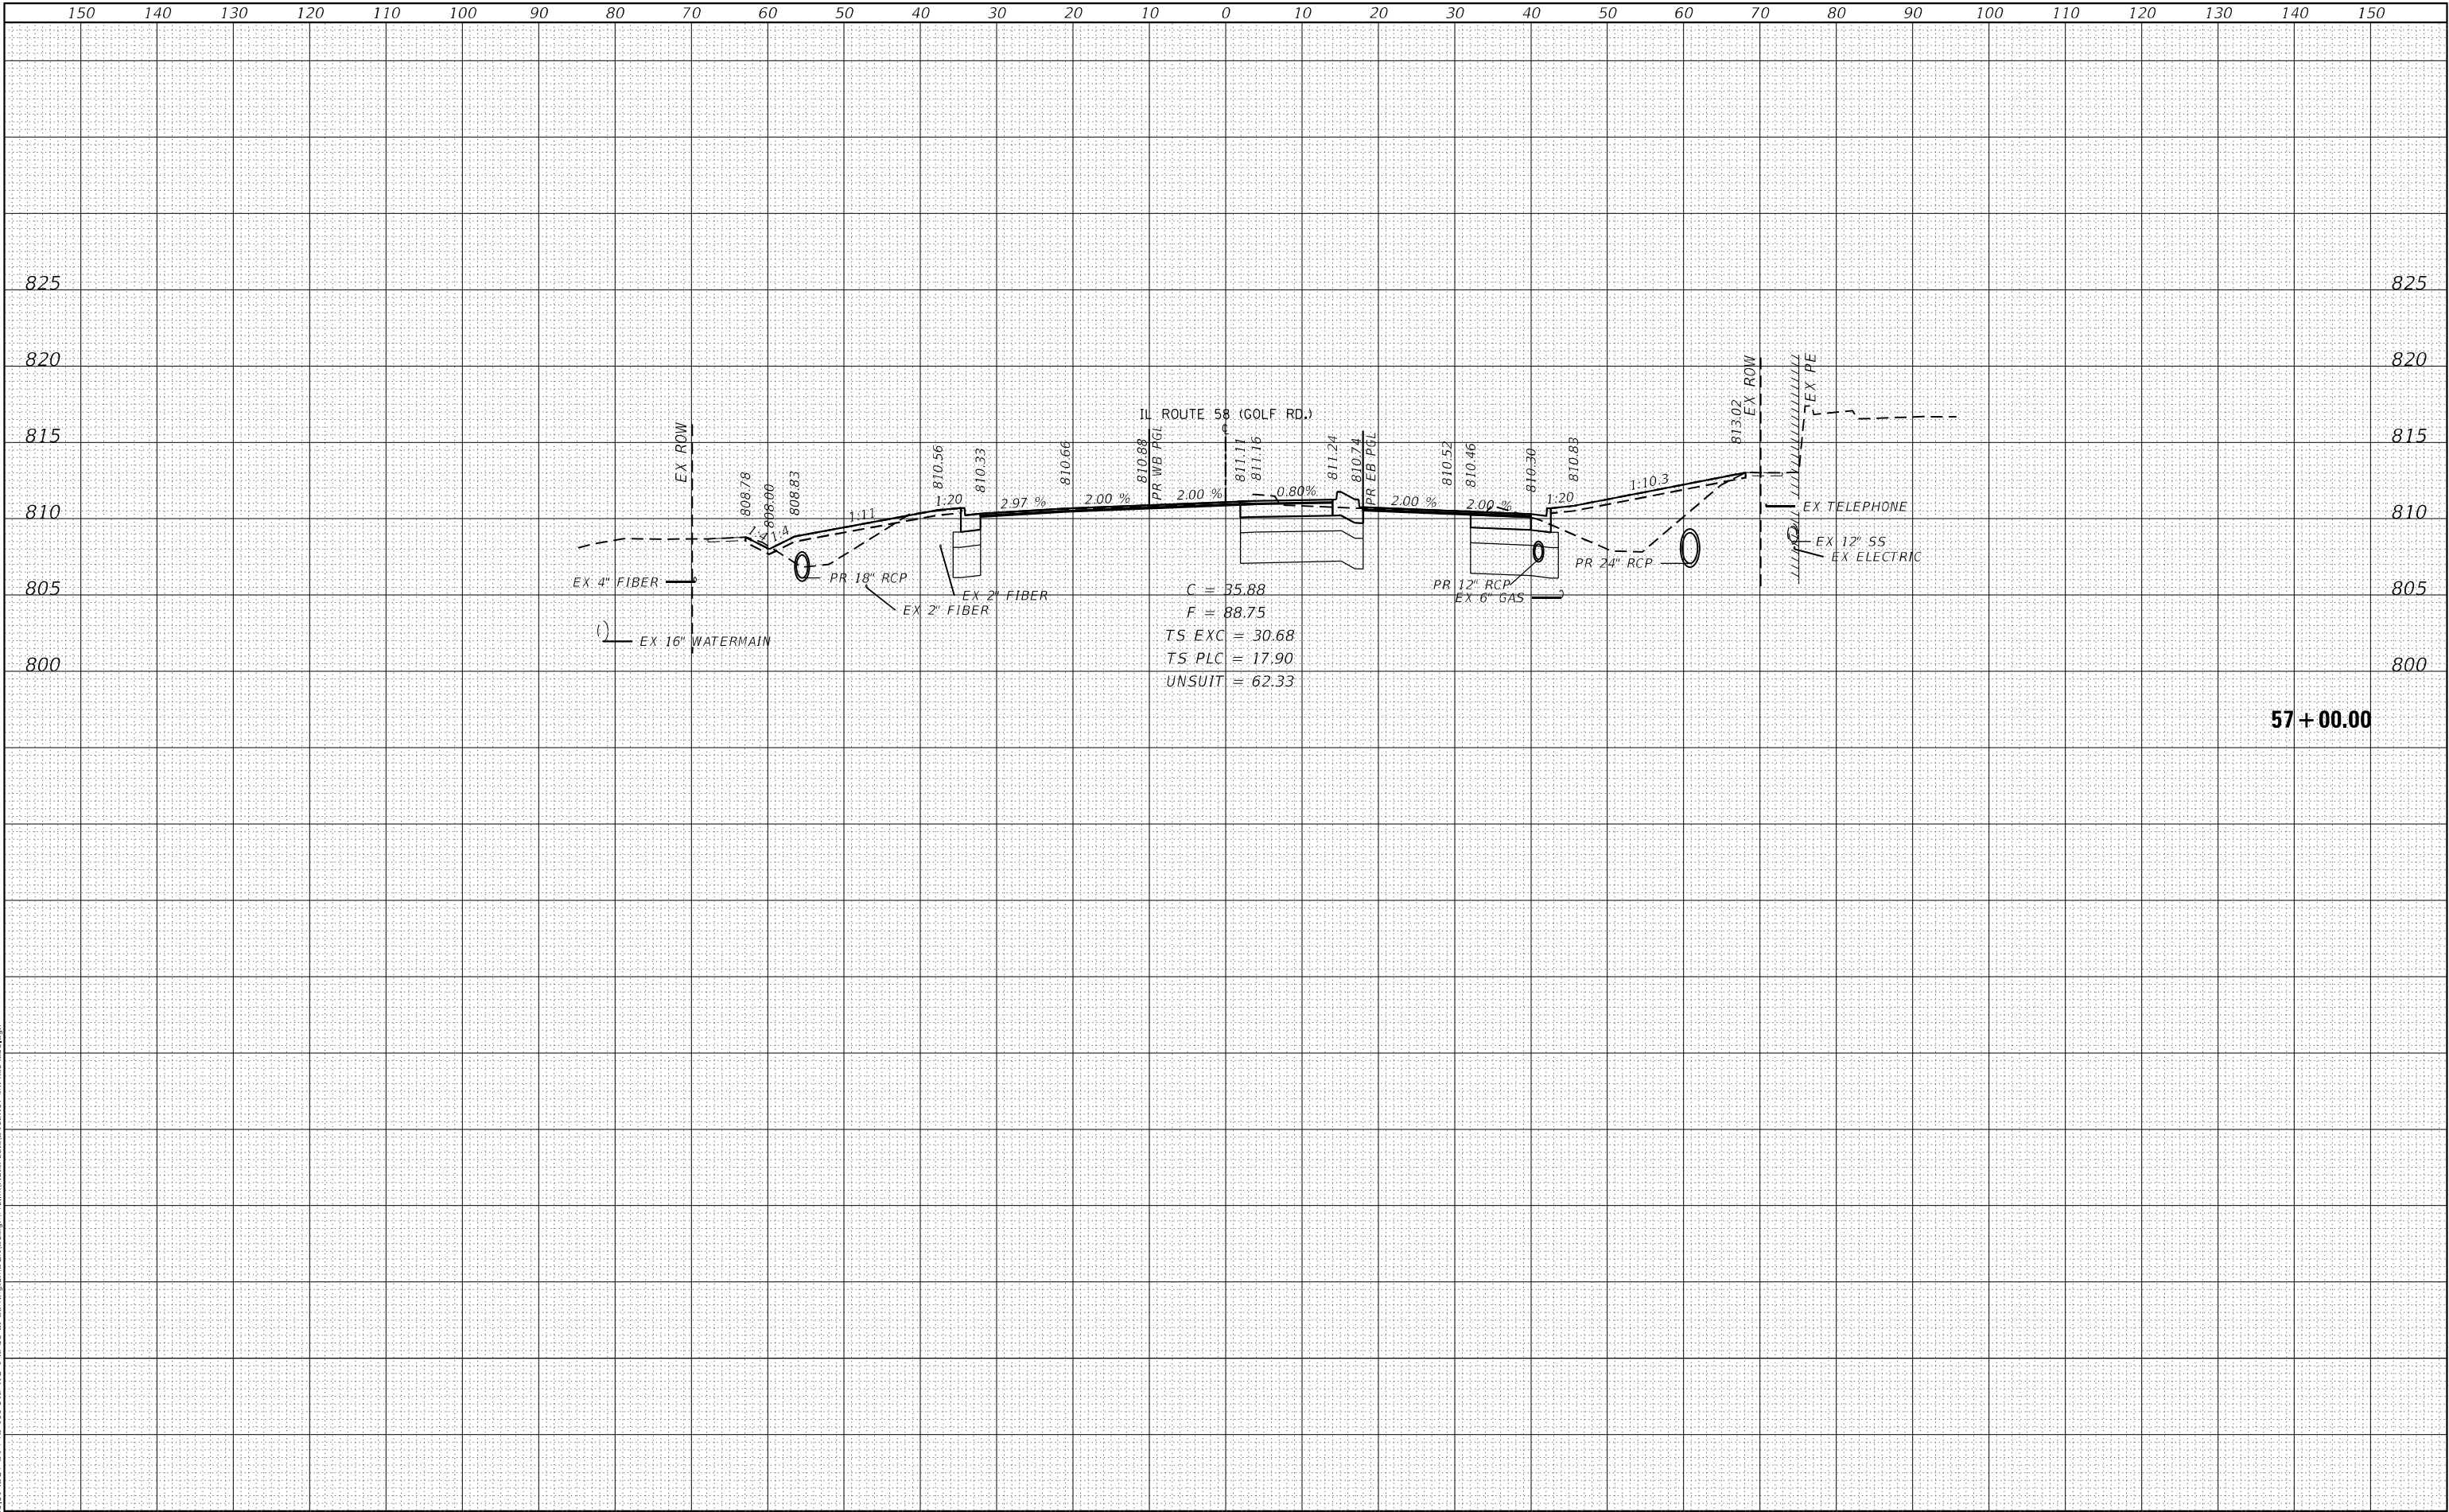 150 140 130 120 110 100 90 80 70 60 50 40 30 20 10 0 10 20 30 40 50 60 70 80 90 100 110 120 130 140 150
825 825
820 820
EX ROW
EX PE
IL ROUTE 58 (GOLF RD.)
℄
815 815
EX ROW
808.78
808.00
808.83
810.56
810.33
810.66
810.88
PR WB PGL
811.11
811.16
811.24
810.74
PR EB PGL
810.52
810.46
810.30
810.83
813.02
810 810
1:4
1:4
1:11
1:20
2.97 %
2.00 %
2.00 %
0.80%
2.00 %
2.00 %
1:20
1:10.3
EX TELEPHONE
EX 12" SS
EX ELECTRIC
EX 4" FIBER
PR 18" RCP
EX 2" FIBER
EX 2" FIBER
PR 24" RCP
PR 12" RCP
EX 6" GAS
805 805
EX 16" WATERMAIN
C = 35.88
F = 88.75
TS EXC = 30.68
TS PLC = 17.90
UNSUIT = 62.33
800 800
57+00.00